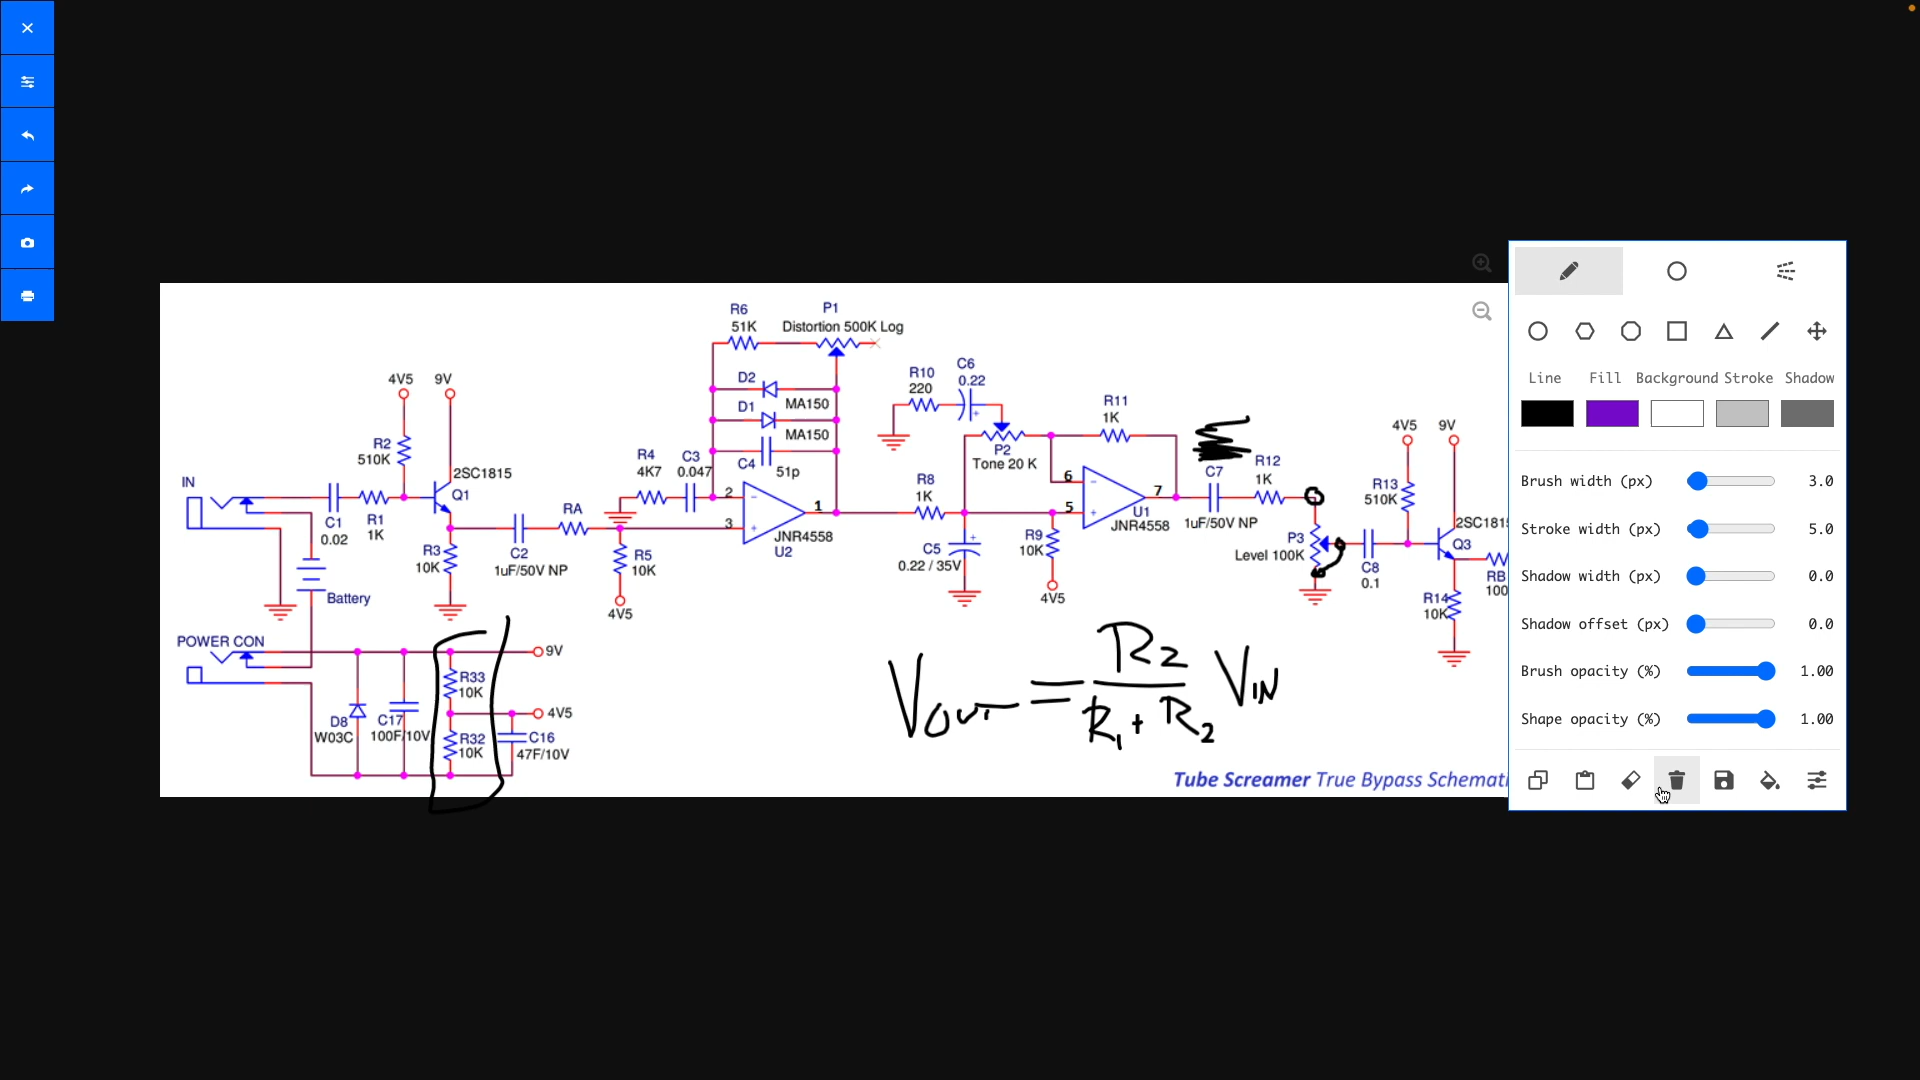 R6
51K
P1
Distortion 500K Log
D2
MA150
D1
MA150
C4
51p
4V5
9V
R2
510K
2SC1815
Q1
IN
C1
0.02
R1
1K
R3
10K
Battery
C2
1uF/50V NP
RA
R5
10K
4V5
R4
4K7
C3
0.047
2
3
1
JNR4558
U2
R10
220
C6
0.22
+
P2
Tone 20 K
R11
1K
R8
1K
6
5
7
C5
0.22 / 35V
+
R9
10K
4V5
U1
JNR4558
C7
1uF/50V NP
R12
1K
P3
Level 100K
C8
0.1
4V5
9V
R13
510K
2SC181
Q3
R14
10K
RB
100
POWER CON
9V
R33
10K
4V5
R32
10K
D8
W03C
C17
100F/10V
C16
47F/10V
VOUT = R2 / R1 + R2 VIN
Tube Screamer True Bypass Schemati
Line Fill Background Stroke Shadow
Brush width (px) 3.0
Stroke width (px) 5.0
Shadow width (px) 0.0
Shadow offset (px) 0.0
Brush opacity (%) 1.00
Shape opacity (%) 1.00